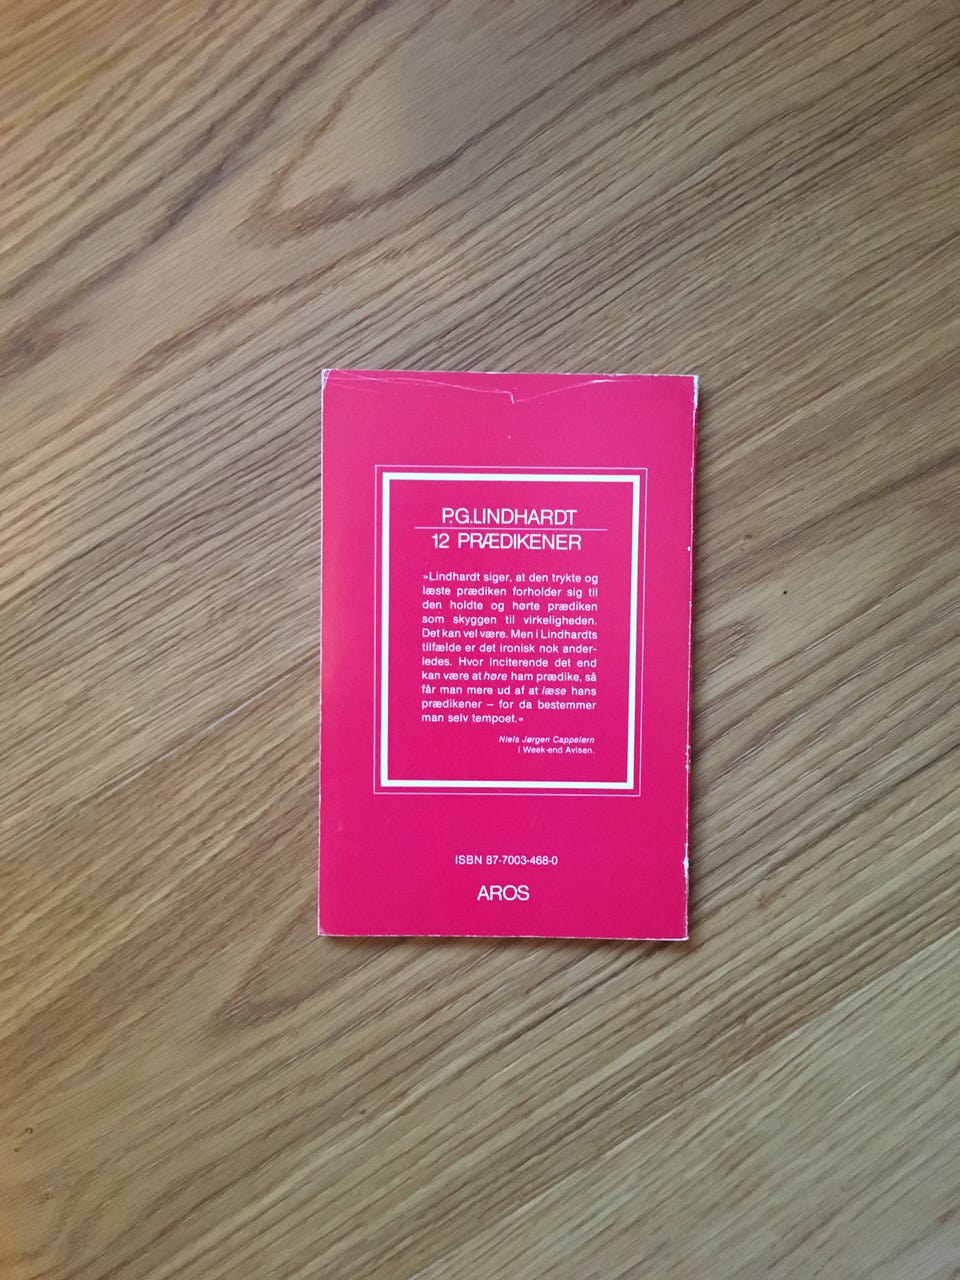 P.G.LINDHARDT
12 PRÆDIKENER
»Lindhardt siger, at den trykte og
læste prædiken forholder sig til
den holdte og hørte prædiken
som skyggen til virkeligheden.
Det kan vel være. Men i Lindhardts
tilfælde er det ironisk nok ander-
ledes. Hvor inciterende det end
kan være at høre ham prædike, så
får man mere ud af at læse hans
prædikener – for da bestemmer
man selv tempoet.«
Niels Jørgen Cappelørn
i Week-end Avisen.
ISBN 87-7003-468-0
AROS